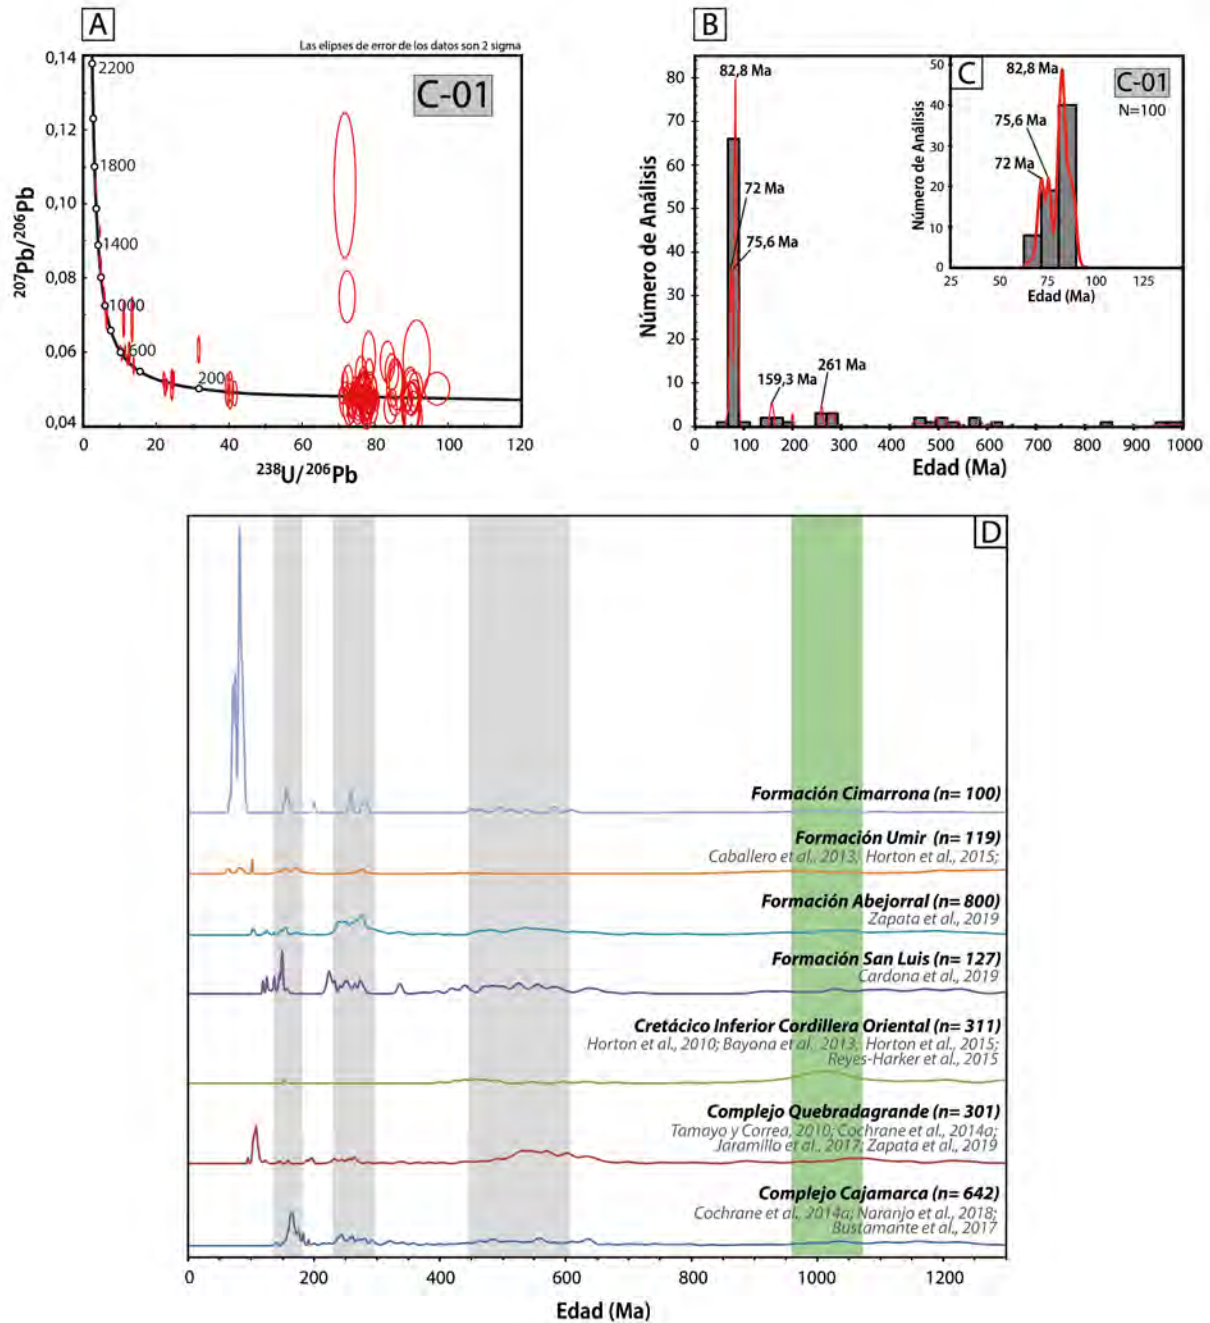 A
Las elipses de error de los datos son 2 sigma
C-01
0,14
0,12
0,10
0,08
0,06
0,04
2200
1800
1400
1000
600
200
207Pb/206Pb
0 20 40 60 80 100 120
238U/206Pb
B
82,8 Ma
72 Ma
75,6 Ma
159,3 Ma
261 Ma
Número de Análisis
80
70
60
50
40
30
20
10
0
0 100 200 300 400 500 600 700 800 900 1000
Edad (Ma)
C
82,8 Ma
75,6 Ma
72 Ma
C-01
N=100
Número de Análisis
50
40
30
20
10
0
25 50 75 100 125
Edad (Ma)
D
Formación Cimarrona (n= 100)
Formación Umir (n= 119)
Caballero et al., 2013; Horton et al., 2015;
Formación Abejorral (n= 800)
Zapata et al., 2019
Formación San Luis (n= 127)
Cardona et al., 2019
Cretácico Inferior Cordillera Oriental (n= 311)
Horton et al., 2010; Bayona et al., 2013; Horton et al., 2015;
Reyes-Harker et al., 2015
Complejo Quebradagrande (n= 301)
Tamayo y Correa, 2010; Cochrane et al., 2014a;
Jaramillo et al., 2017; Zapata et al., 2019
Complejo Cajamarca (n= 642)
Cochrane et al., 2014a; Naranjo et al., 2018;
Bustamante et al., 2017
0 200 400 600 800 1000 1200
Edad (Ma)